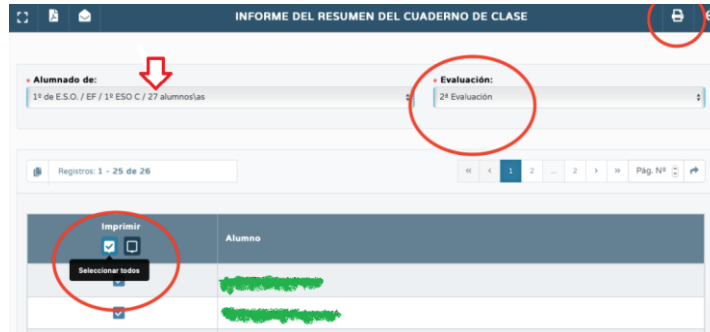 INFORME DEL RESUMEN DEL CUADERNO DE CLASE
• Alumnado de:
1º de E.S.O. / EF / 1º ESO C / 27 alumnos\as
• Evaluación:
2ª Evaluación
Registros: 1 - 25 de 26
« ‹ 1 2 ... 2 › » Pág. Nº
Imprimir
Alumno
Seleccionar todos